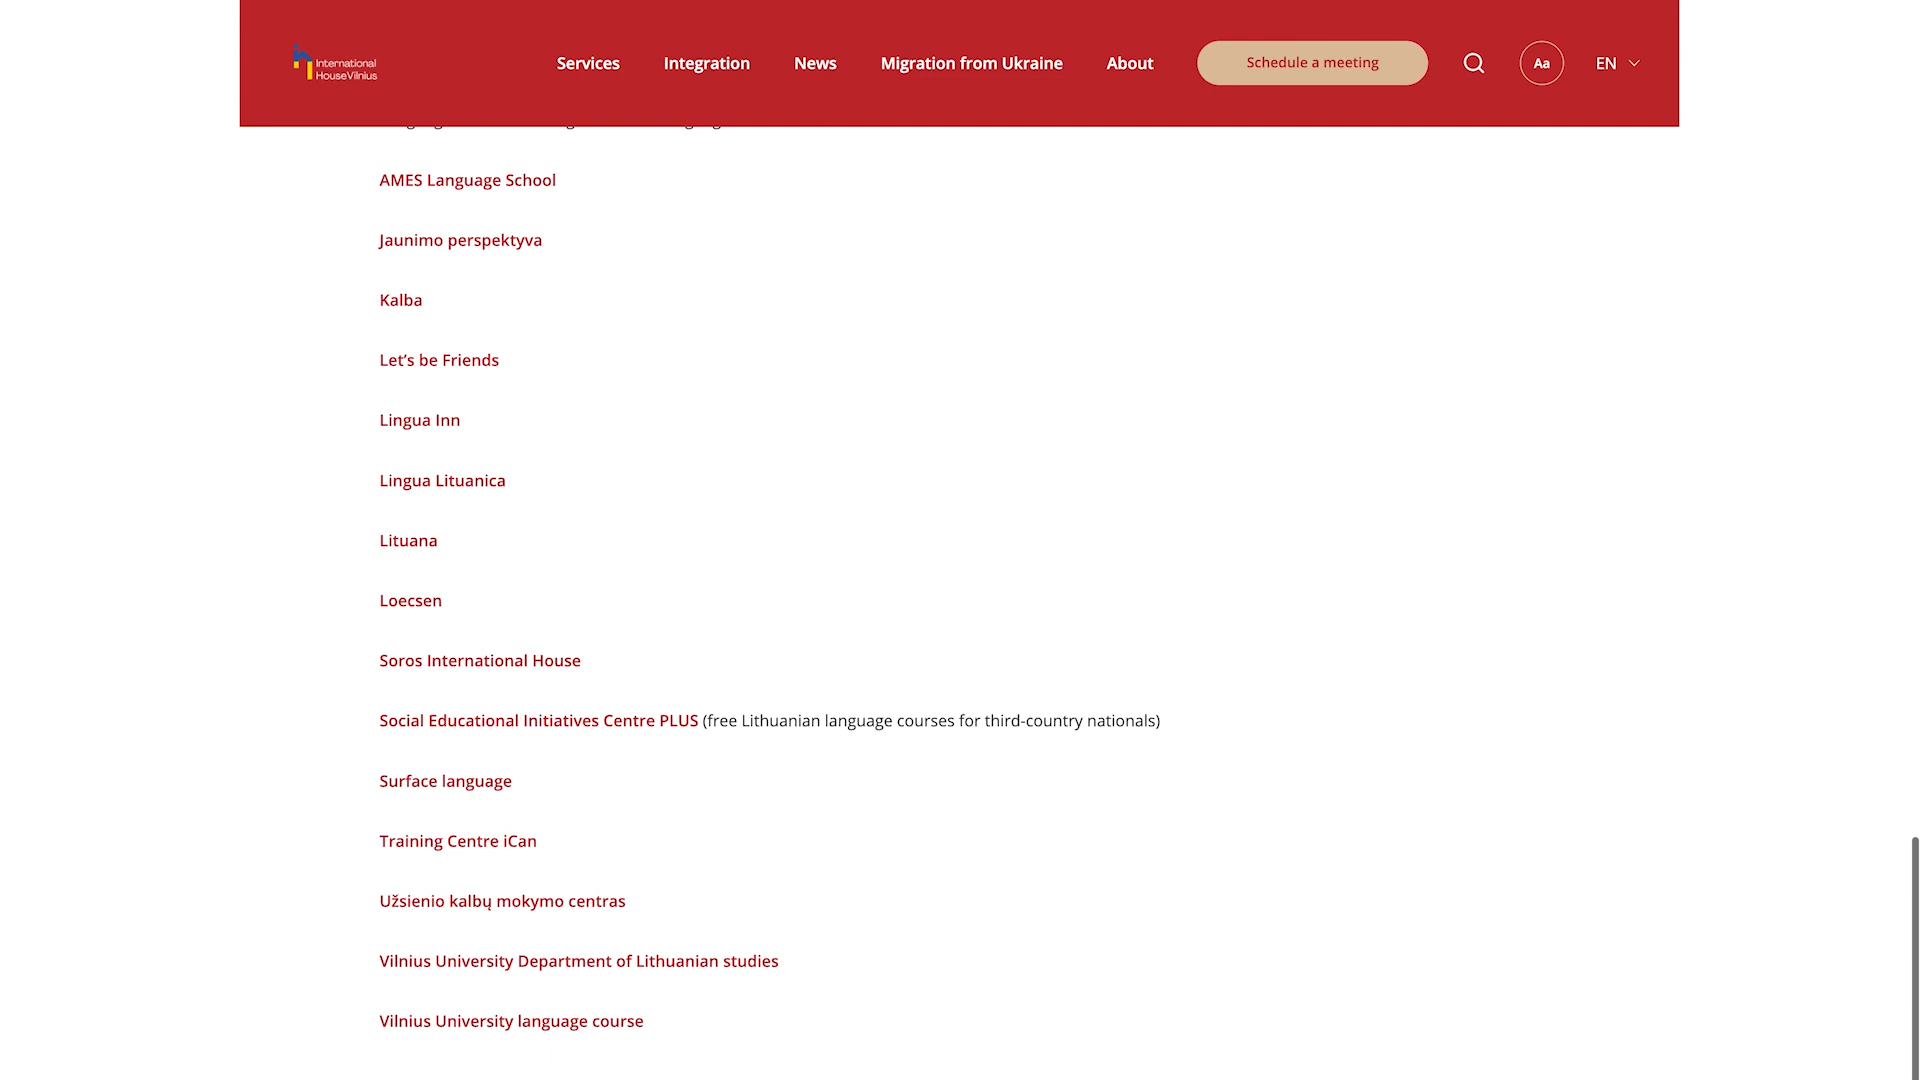 International
HouseVilnius
Services
Integration
News
Migration from Ukraine
About
Schedule a meeting
Aa
EN
AMES Language School
Jaunimo perspektyva
Kalba
Let’s be Friends
Lingua Inn
Lingua Lituanica
Lituana
Loecsen
Soros International House
Social Educational Initiatives Centre PLUS (free Lithuanian language courses for third-country nationals)
Surface language
Training Centre iCan
Užsienio kalbų mokymo centras
Vilnius University Department of Lithuanian studies
Vilnius University language course